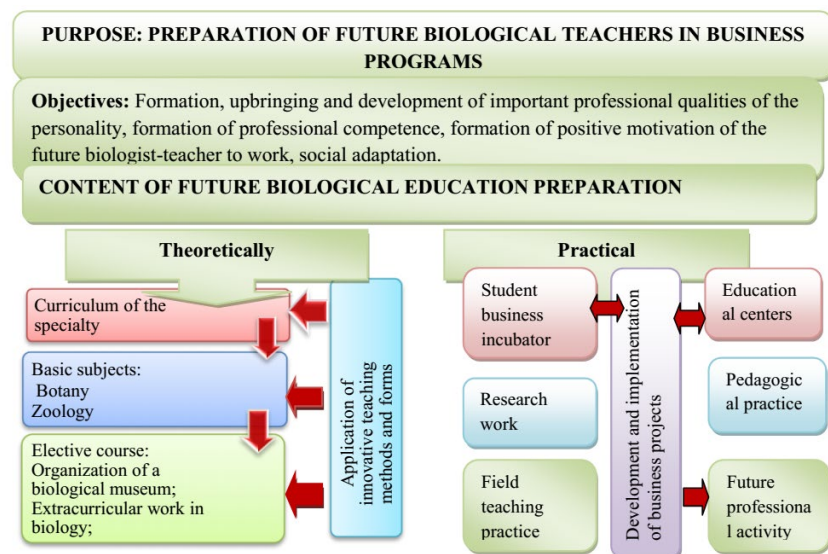 PURPOSE: PREPARATION OF FUTURE BIOLOGICAL TEACHERS IN BUSINESS
PROGRAMS
Objectives: Formation, upbringing and development of important professional qualities of the
personality, formation of professional competence, formation of positive motivation of the
future biologist-teacher to work, social adaptation.
CONTENT OF FUTURE BIOLOGICAL EDUCATION PREPARATION
Theoretically
Curriculum of the
specialty
Basic subjects:
Botany
Zoology
Elective course:
Organization of a
biological museum;
Extracurricular work in
biology;
Application of
innovative teaching
methods and forms
Practical
Student
business
incubator
Research
work
Field
teaching
practice
Development and implementation
of business projects
Education
al centers
Pedagogic
al practice
Future
professiona
l activity